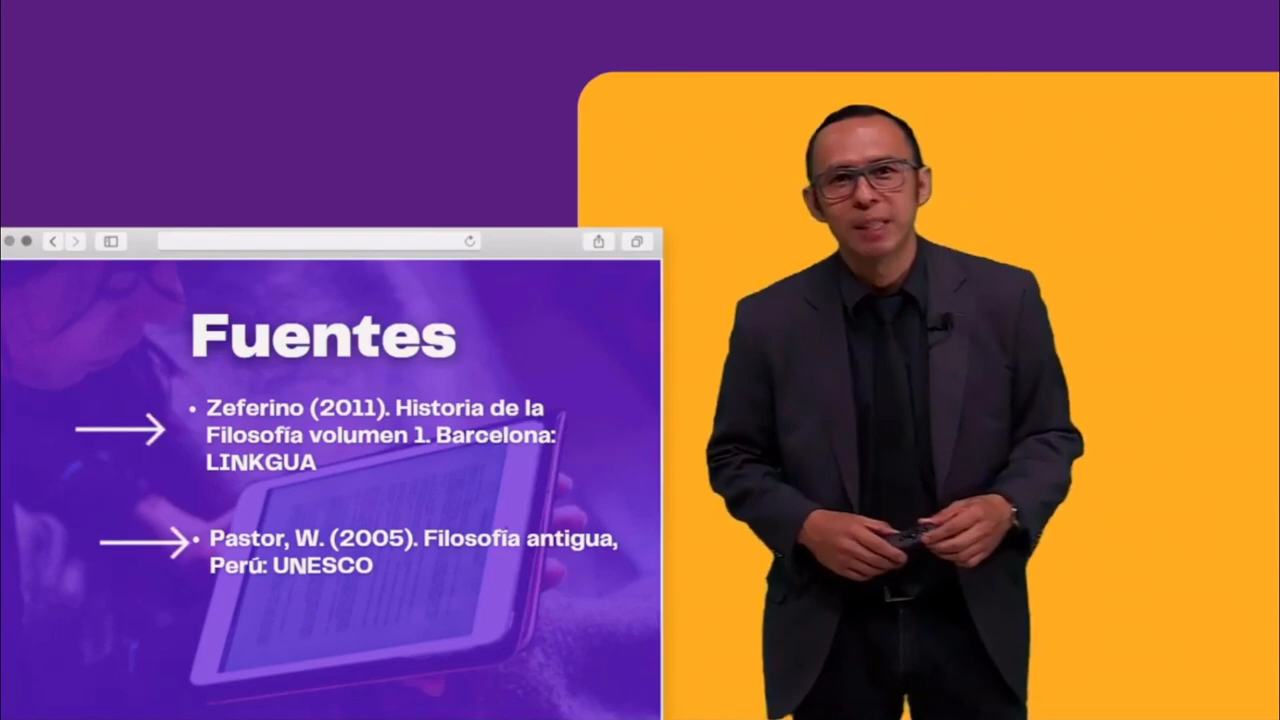 Fuentes
• Zeferino (2011). Historia de la
Filosofía volumen 1. Barcelona:
LINKGUA
• Pastor, W. (2005). Filosofía antigua,
Perú: UNESCO